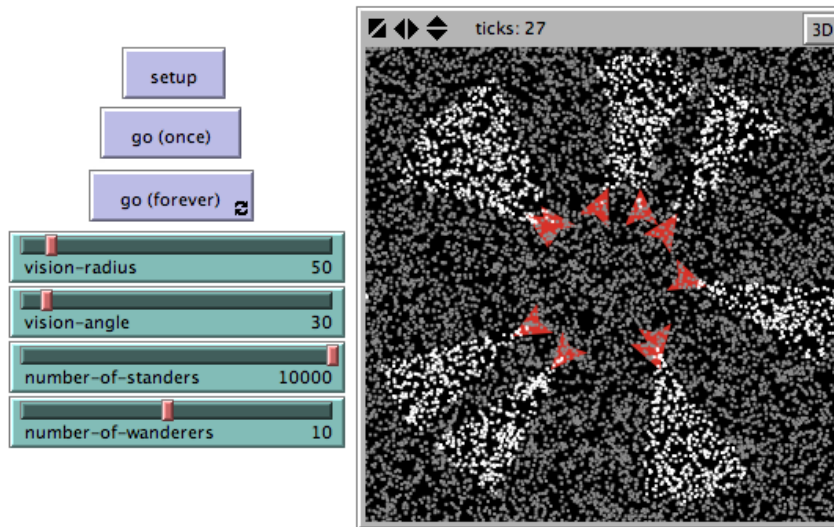 ticks: 27
3D
setup
go (once)
go (forever)
vision-radius 50
vision-angle 30
number-of-standers 10000
number-of-wanderers 10